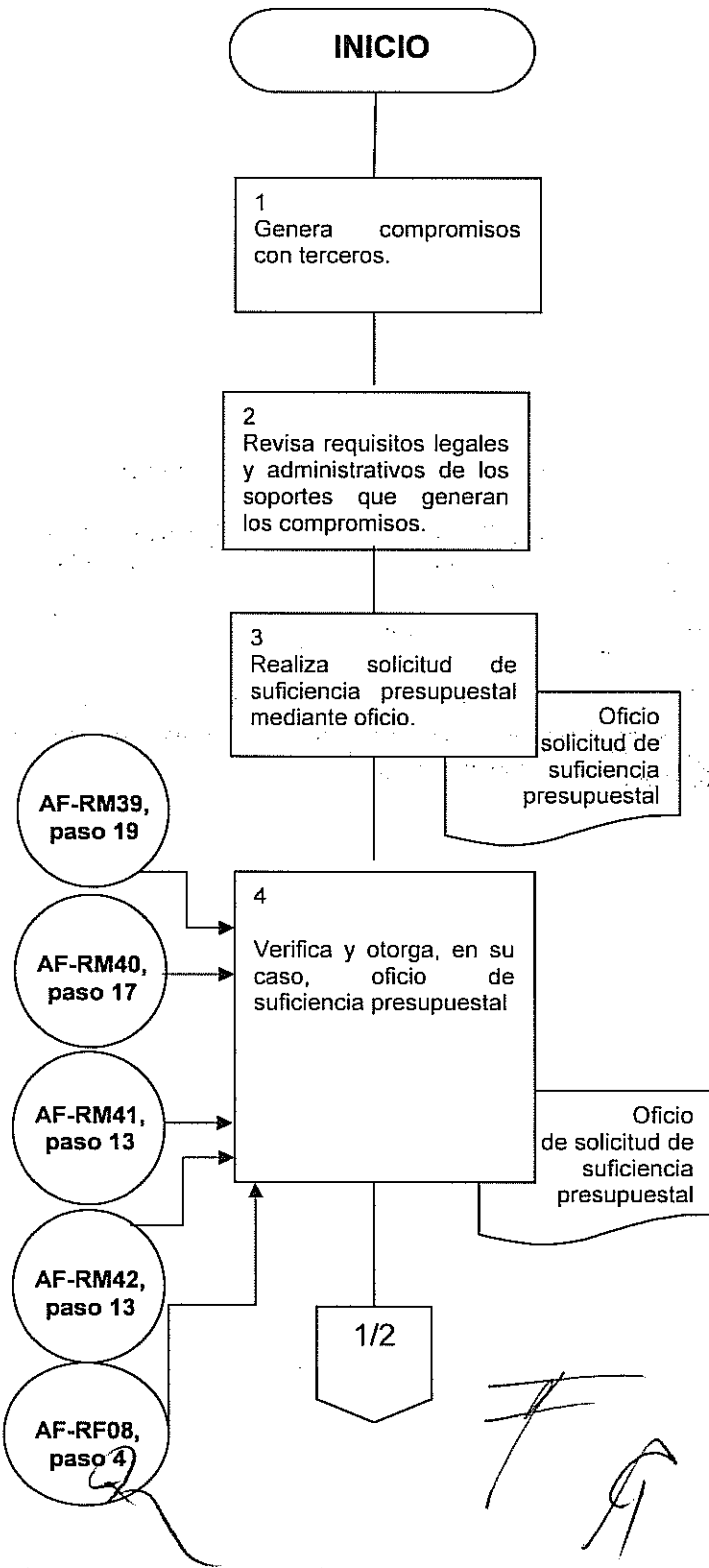 INICIO
1
Genera compromisos
con terceros.
2
Revisa requisitos legales
y administrativos de los
soportes que generan
los compromisos.
3
Realiza solicitud de
suficiencia presupuestal
mediante oficio.
Oficio
solicitud de
suficiencia
presupuestal
AF-RM39,
paso 19
AF-RM40,
paso 17
AF-RM41,
paso 13
AF-RM42,
paso 13
AF-RF08,
paso 4
4
Verifica y otorga, en su
caso, oficio de
suficiencia presupuestal
Oficio
de solicitud de
suficiencia
presupuestal
1/2